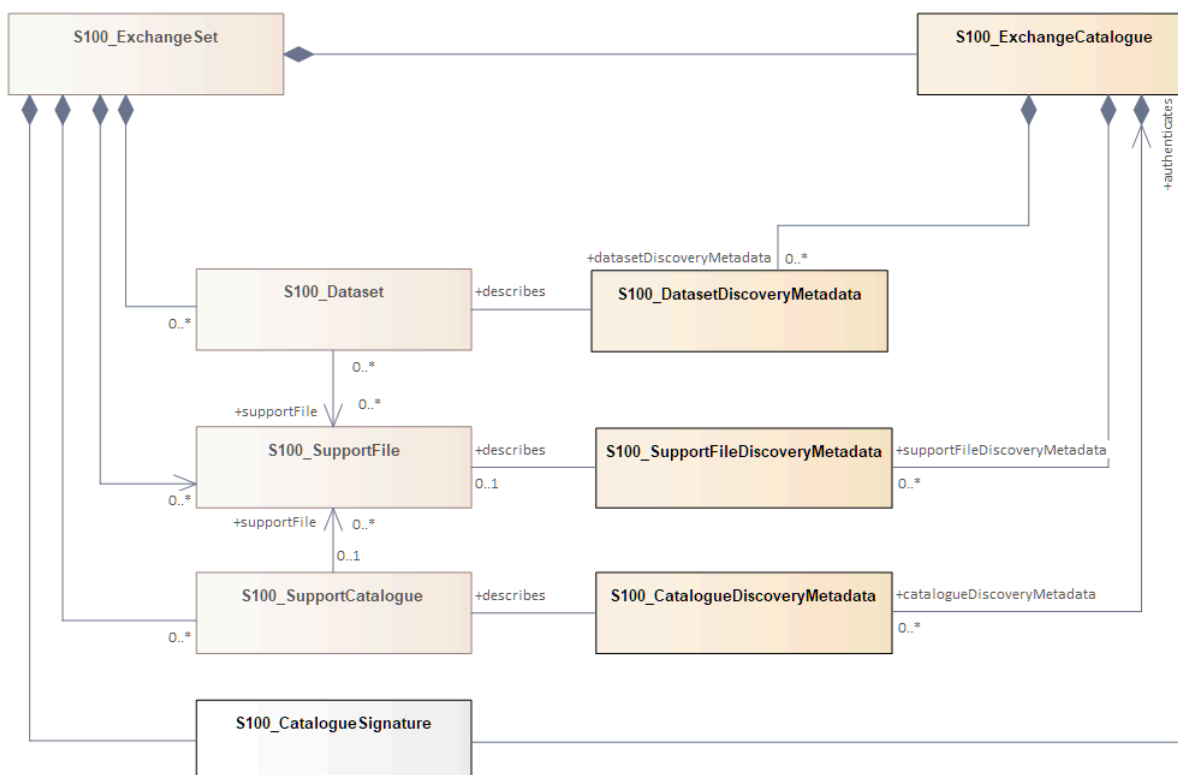 S100_ExchangeSet
S100_ExchangeCatalogue
+authenticates
+datasetDiscoveryMetadata
0..*
S100_Dataset
+describes
S100_DatasetDiscoveryMetadata
0..*
0..*
0..*
+supportFile
S100_SupportFile
+describes
S100_SupportFileDiscoveryMetadata
+supportFileDiscoveryMetadata
0..1
0..*
0..*
+supportFile
0..*
0..1
S100_SupportCatalogue
+describes
S100_CatalogueDiscoveryMetadata
+catalogueDiscoveryMetadata
0..*
0..*
S100_CatalogueSignature